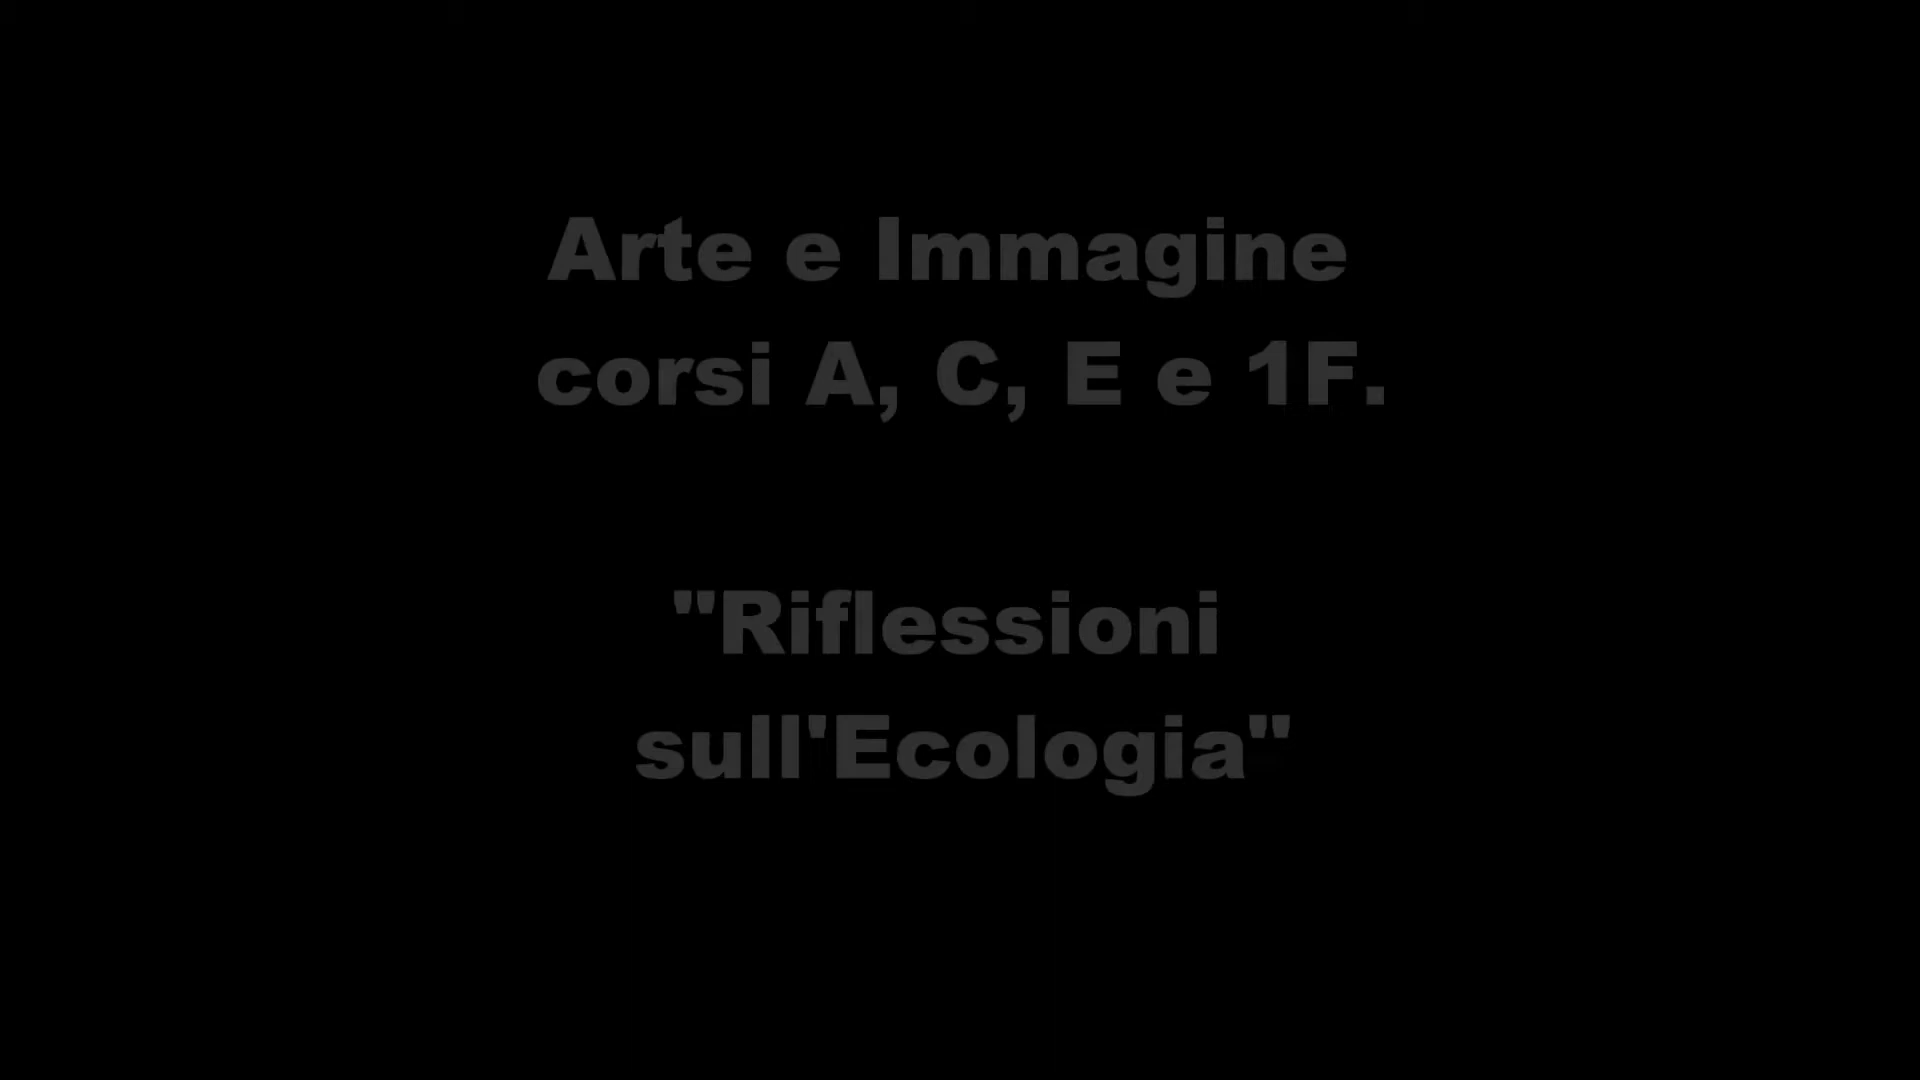 Arte e Immagine
corsi A, C, E e 1F.
"Riflessioni
sull'Ecologia"